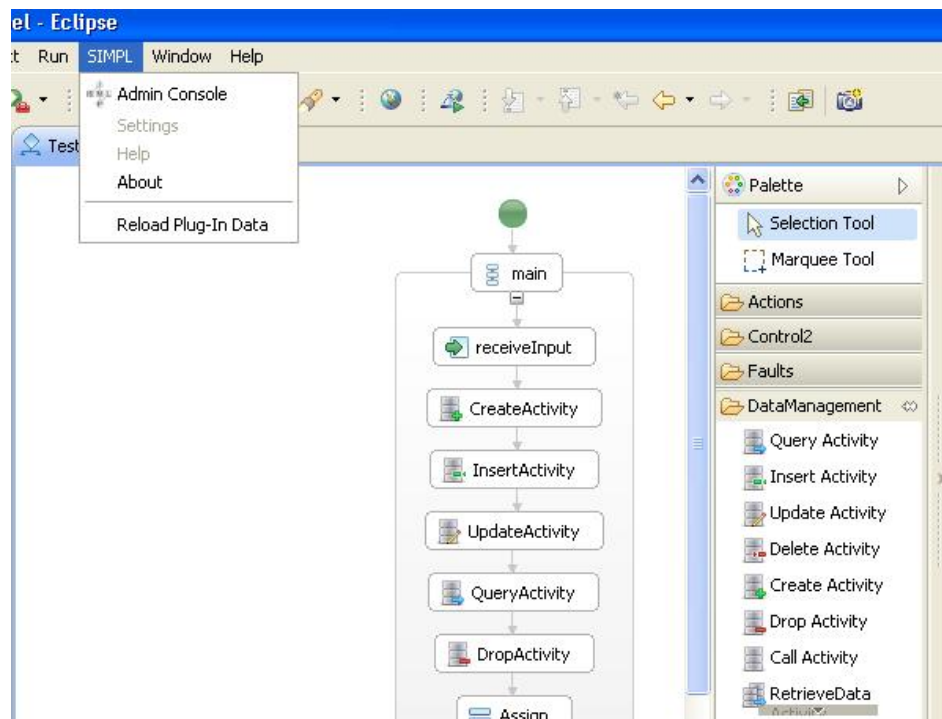 el - Eclipse
t Run SIMPL Window Help
Admin Console
Settings
Help
About
Reload Plug-In Data
Test
main
receiveInput
CreateActivity
InsertActivity
UpdateActivity
QueryActivity
DropActivity
Assign
Palette
Selection Tool
Marquee Tool
Actions
Control2
Faults
DataManagement
Query Activity
Insert Activity
Update Activity
Delete Activity
Create Activity
Drop Activity
Call Activity
RetrieveData
Activity